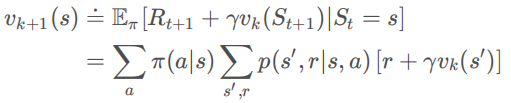 v_{k+1}(s) ≐ 𝔼_π[R_{t+1} + γv_k(S_{t+1})|S_t = s]
= ∑_a π(a|s) ∑_{s′,r} p(s′, r|s, a) [r + γv_k(s′)]